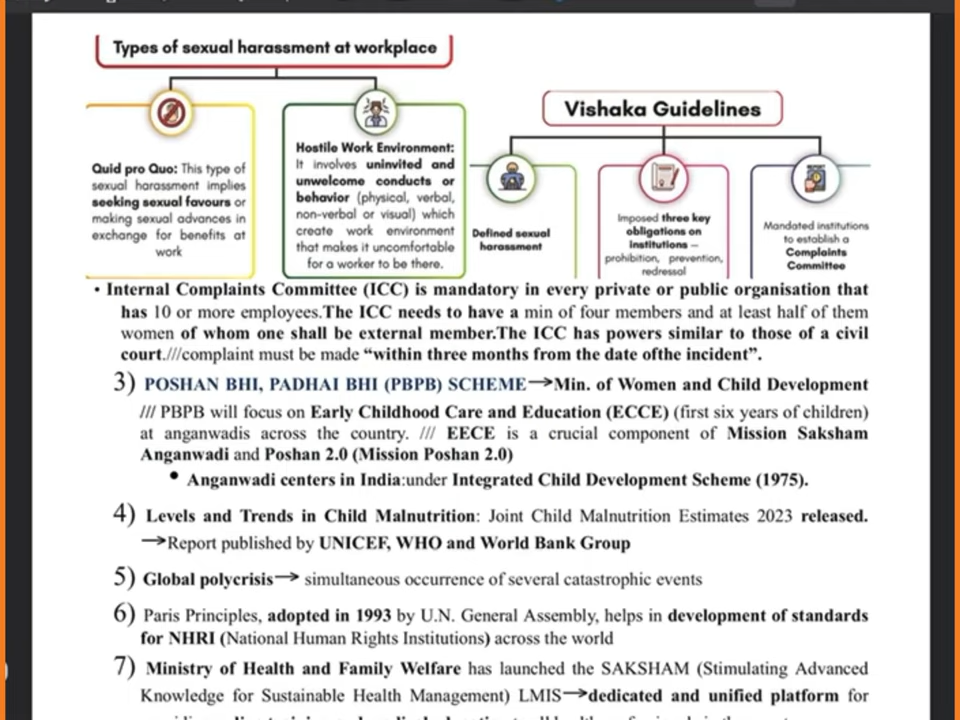 Types of sexual harassment at workplace
Quid pro Quo: This type of
sexual harassment implies
seeking sexual favours or
making sexual advances in
exchange for benefits at
work
Hostile Work Environment:
It involves uninvited and
unwelcome conducts or
behavior (physical, verbal,
non-verbal or visual) which
create work environment
that makes it uncomfortable
for a worker to be there.
Vishaka Guidelines
Defined sexual
harassment
Imposed three key
obligations on
institutions –
prohibition, prevention,
redressal
Mandated institutions
to establish a
Complaints
Committee
• Internal Complaints Committee (ICC) is mandatory in every private or public organisation that
has 10 or more employees.The ICC needs to have a min of four members and at least half of them
women of whom one shall be external member.The ICC has powers similar to those of a civil
court.///complaint must be made “within three months from the date ofthe incident”.
3) POSHAN BHI, PADHAI BHI (PBPB) SCHEME→Min. of Women and Child Development
/// PBPB will focus on Early Childhood Care and Education (ECCE) (first six years of children)
at anganwadis across the country. /// EECE is a crucial component of Mission Saksham
Anganwadi and Poshan 2.0 (Mission Poshan 2.0)
• Anganwadi centers in India:under Integrated Child Development Scheme (1975).
4) Levels and Trends in Child Malnutrition: Joint Child Malnutrition Estimates 2023 released.
→Report published by UNICEF, WHO and World Bank Group
5) Global polycrisis→ simultaneous occurrence of several catastrophic events
6) Paris Principles, adopted in 1993 by U.N. General Assembly, helps in development of standards
for NHRI (National Human Rights Institutions) across the world
7) Ministry of Health and Family Welfare has launched the SAKSHAM (Stimulating Advanced
Knowledge for Sustainable Health Management) LMIS→dedicated and unified platform for